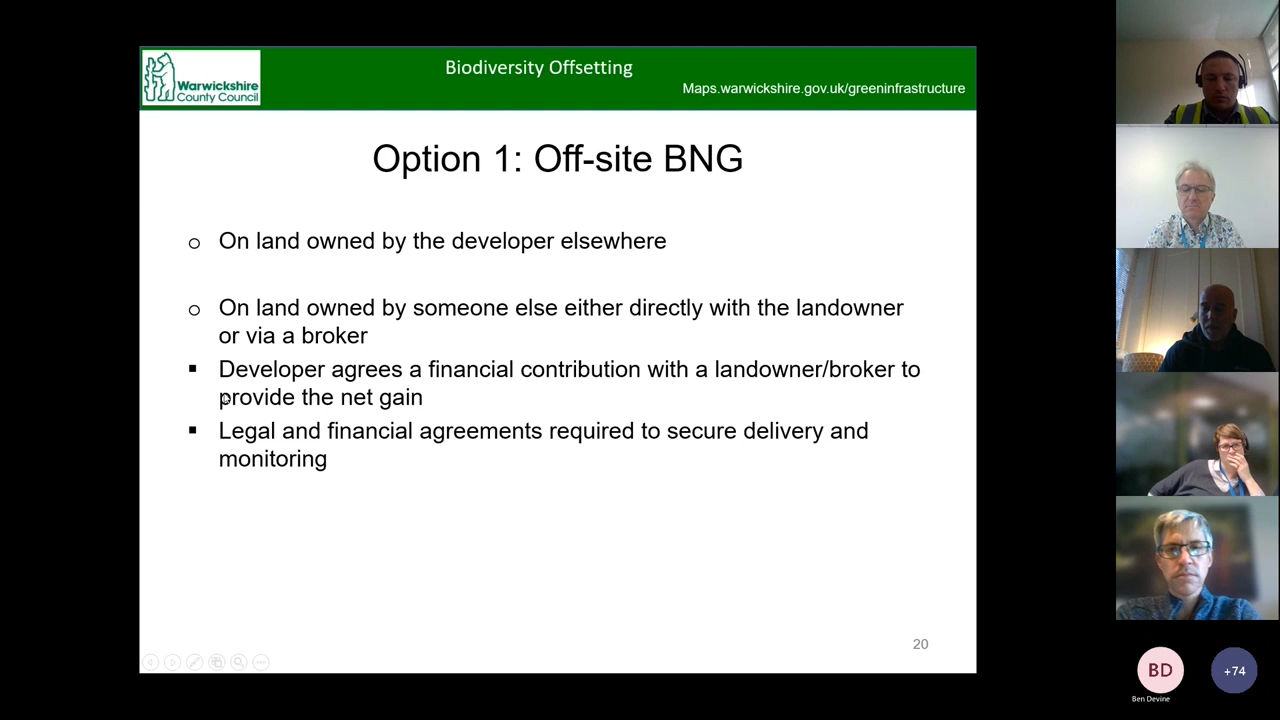 Warwickshire
County Council
Biodiversity Offsetting
Maps.warwickshire.gov.uk/greeninfrastructure
Option 1: Off-site BNG
On land owned by the developer elsewhere
On land owned by someone else either directly with the landowner
or via a broker
Developer agrees a financial contribution with a landowner/broker to
provide the net gain
Legal and financial agreements required to secure delivery and
monitoring
20
BD
Ben Devine
+74